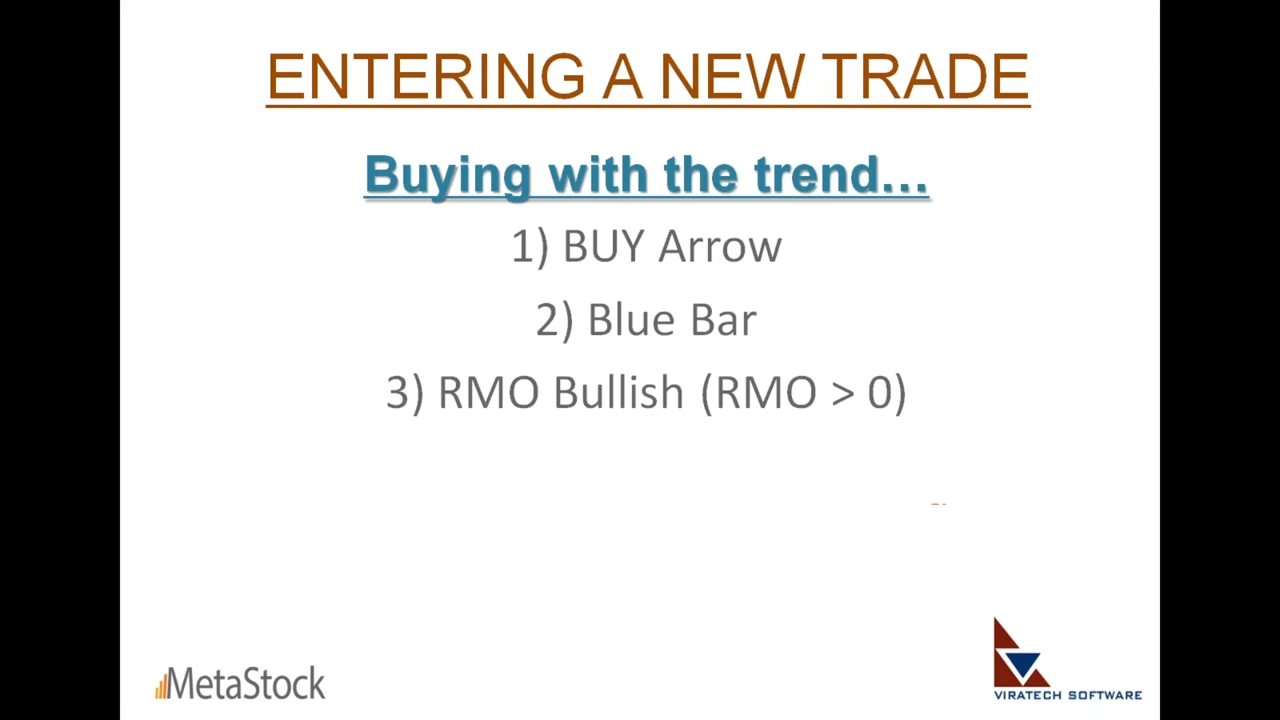 ENTERING A NEW TRADE
Buying with the trend…
1) BUY Arrow
2) Blue Bar
3) RMO Bullish (RMO > 0)
MetaStock
VIRATECH SOFTWARE